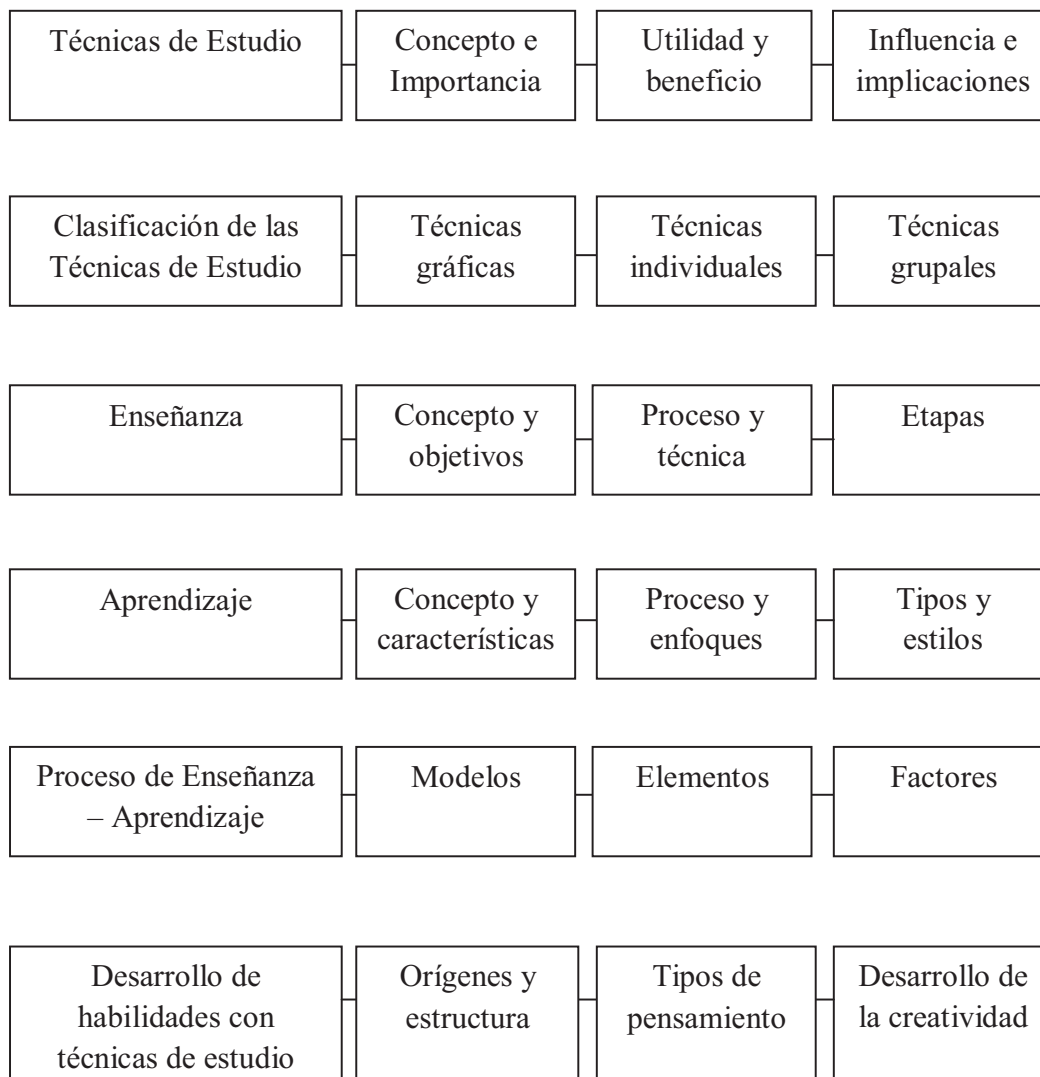 Técnicas de Estudio
Concepto e
Importancia
Utilidad y
beneficio
Influencia e
implicaciones
Clasificación de las
Técnicas de Estudio
Técnicas
gráficas
Técnicas
individuales
Técnicas
grupales
Enseñanza
Concepto y
objetivos
Proceso y
técnica
Etapas
Aprendizaje
Concepto y
características
Proceso y
enfoques
Tipos y
estilos
Proceso de Enseñanza
– Aprendizaje
Modelos
Elementos
Factores
Desarrollo de
habilidades con
técnicas de estudio
Orígenes y
estructura
Tipos de
pensamiento
Desarrollo de
la creatividad